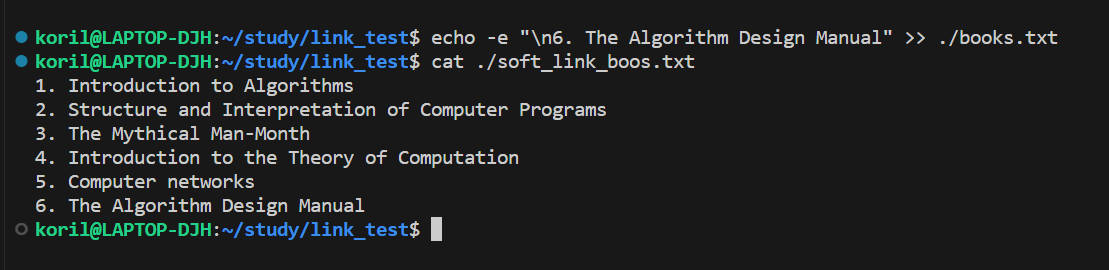 koril@LAPTOP-DJH:~/study/link_test$ echo -e "\n6. The Algorithm Design Manual" >> ./books.txt
koril@LAPTOP-DJH:~/study/link_test$ cat ./soft_link_boos.txt
1. Introduction to Algorithms
2. Structure and Interpretation of Computer Programs
3. The Mythical Man-Month
4. Introduction to the Theory of Computation
5. Computer networks
6. The Algorithm Design Manual
koril@LAPTOP-DJH:~/study/link_test$